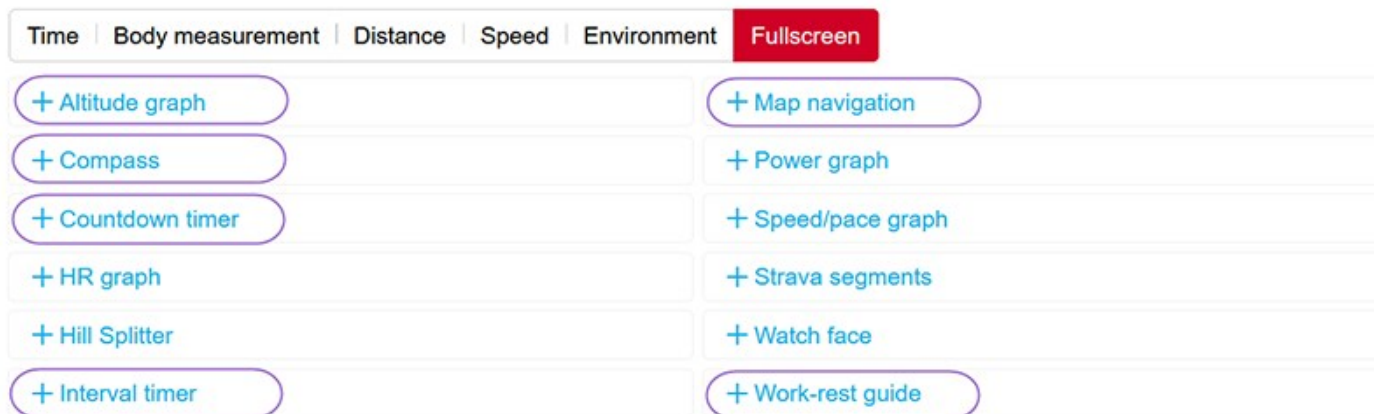 Time Body measurement Distance Speed Environment Fullscreen
+ Altitude graph
+ Compass
+ Countdown timer
+ HR graph
+ Hill Splitter
+ Interval timer
+ Map navigation
+ Power graph
+ Speed/pace graph
+ Strava segments
+ Watch face
+ Work-rest guide